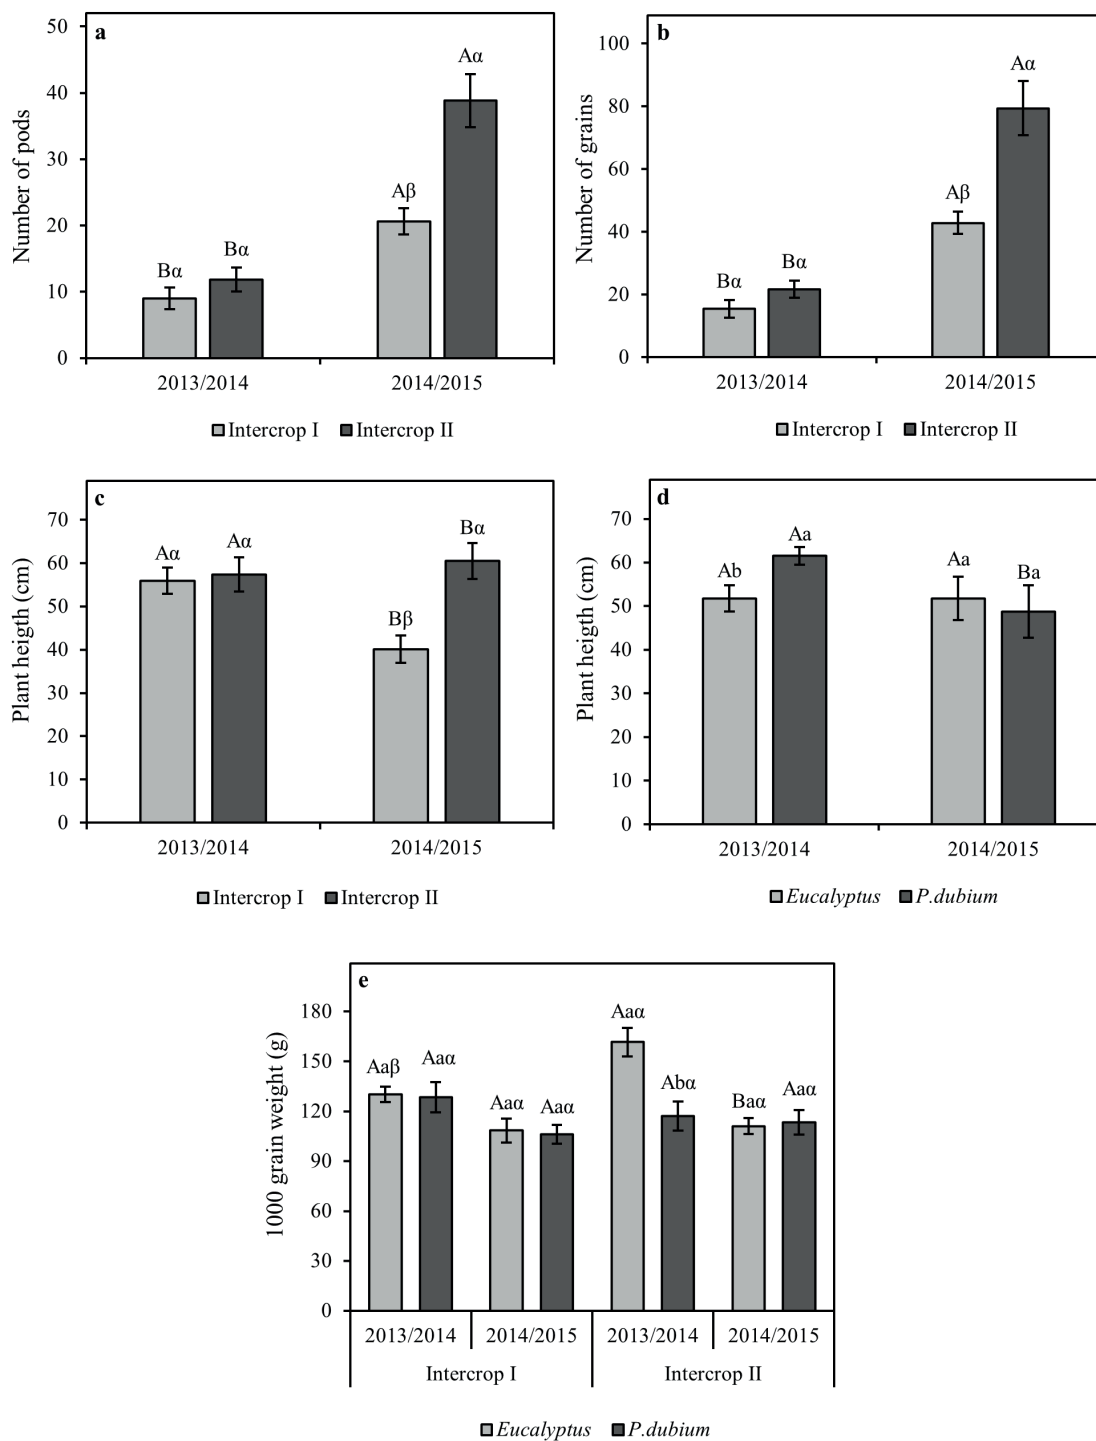 a
Number of pods
50
40
30
20
10
0
Bα
Bα
Aβ
Aα
2013/2014
2014/2015
Intercrop I
Intercrop II
b
Number of grains
100
80
60
40
20
0
Bα
Bα
Aβ
Aα
2013/2014
2014/2015
Intercrop I
Intercrop II
c
Plant heigth (cm)
70
60
50
40
30
20
10
0
Aα
Aα
Bβ
Bα
2013/2014
2014/2015
Intercrop I
Intercrop II
d
Plant heigth (cm)
70
60
50
40
30
20
10
0
Ab
Aa
Aa
Ba
2013/2014
2014/2015
Eucalyptus
P.dubium
e
1000 grain weight (g)
180
150
120
90
60
30
0
Aaβ
Aaα
Aaα
Aaα
Aaα
Abα
Baα
Aaα
2013/2014
2014/2015
2013/2014
2014/2015
Intercrop I
Intercrop II
Eucalyptus
P.dubium